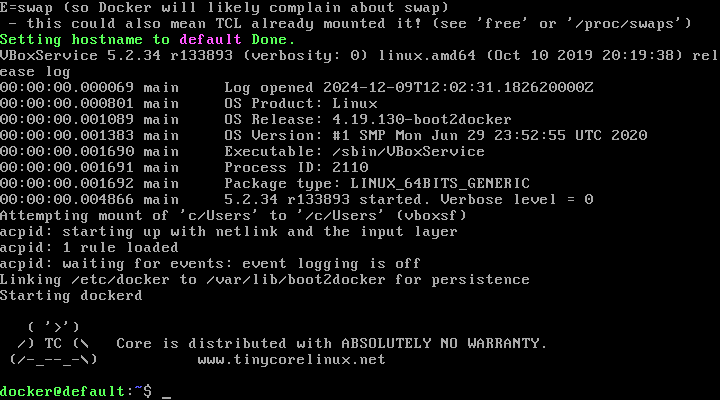 E=swap (so Docker will likely complain about swap)
 - this could also mean TCL already mounted it! (see 'free' or '/proc/swaps')
Setting hostname to default Done.
VBoxService 5.2.34 r133893 (verbosity: 0) linux.amd64 (Oct 10 2019 20:19:38) rel
ease log
00:00:00.000069 main     Log opened 2024-12-09T12:02:31.182620000Z
00:00:00.000801 main     OS Product: Linux
00:00:00.001089 main     OS Release: 4.19.130-boot2docker
00:00:00.001383 main     OS Version: #1 SMP Mon Jun 29 23:52:55 UTC 2020
00:00:00.001690 main     Executable: /sbin/VBoxService
00:00:00.001691 main     Process ID: 2110
00:00:00.001692 main     Package type: LINUX_64BITS_GENERIC
00:00:00.004866 main     5.2.34 r133893 started. Verbose level = 0
Attempting mount of 'c/Users' to '/c/Users' (vboxsf)
acpid: starting up with netlink and the input layer
acpid: 1 rule loaded
acpid: waiting for events: event logging is off
Linking /etc/docker to /var/lib/boot2docker for persistence
Starting dockerd
   ( '>')
  /) TC (\   Core is distributed with ABSOLUTELY NO WARRANTY.
 (/-_--_-\)           www.tinycorelinux.net
docker@default:~$ _